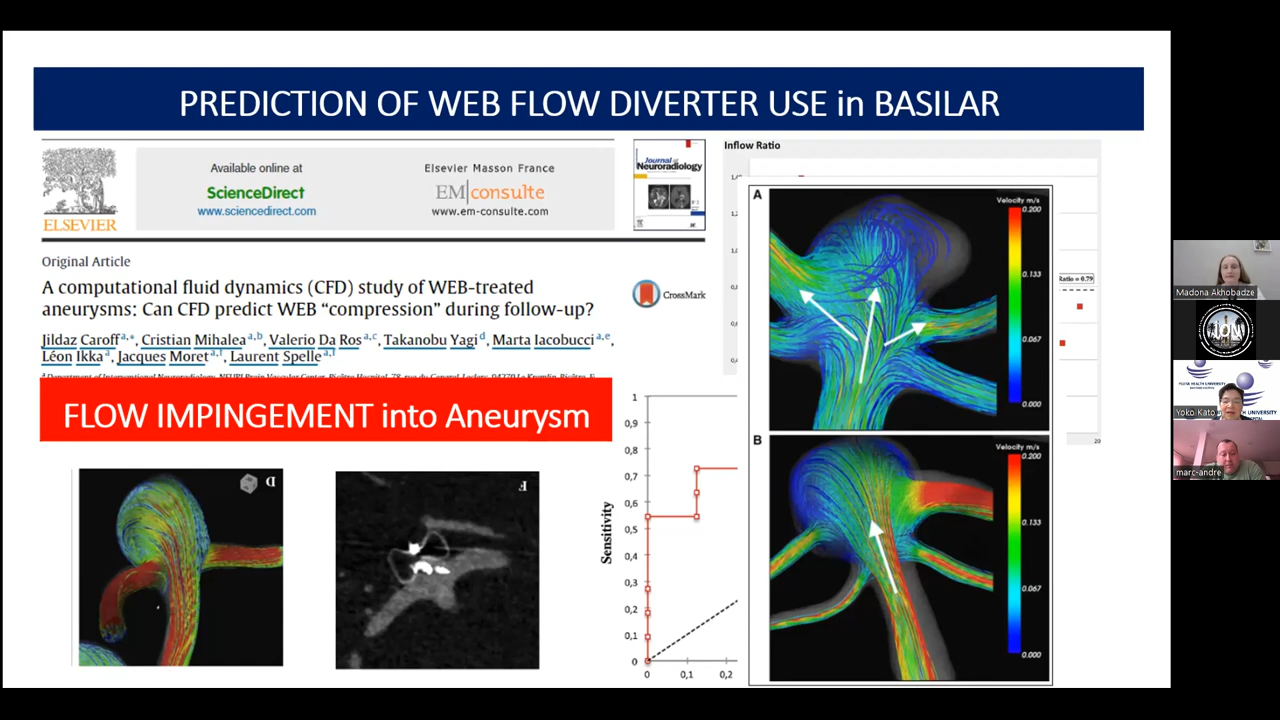 PREDICTION OF WEB FLOW DIVERTER USE in BASILAR
ELSEVIER
Available online at
ScienceDirect
www.sciencedirect.com
Elsevier Masson France
EM|consulte
www.em-consulte.com
Journal of
Neuroradiology
Original Article
A computational fluid dynamics (CFD) study of WEB-treated
aneurysms: Can CFD predict WEB “compression” during follow-up?
CrossMark
Jildaz Caroff a,*, Cristian Mihalea a,b, Valerio Da Ros a,c, Takanobu Yagi d, Marta Iacobucci a,e,
Léon Ikka a, Jacques Moret a,f, Laurent Spelle a,f
FLOW IMPINGEMENT into Aneurysm
D
F
Inflow Ratio
Ratio = 0.79
20
Sensitivity
1
0,9
0,8
0,7
0,6
0,5
0,4
0,3
0,2
0,1
0
0
0,1
0,2
A
Velocity m/s
0.200
0.133
0.067
0.000
B
Velocity m/s
0.200
0.133
0.067
0.000
Madona Akhobadze
Yoko Kato
marc-andre